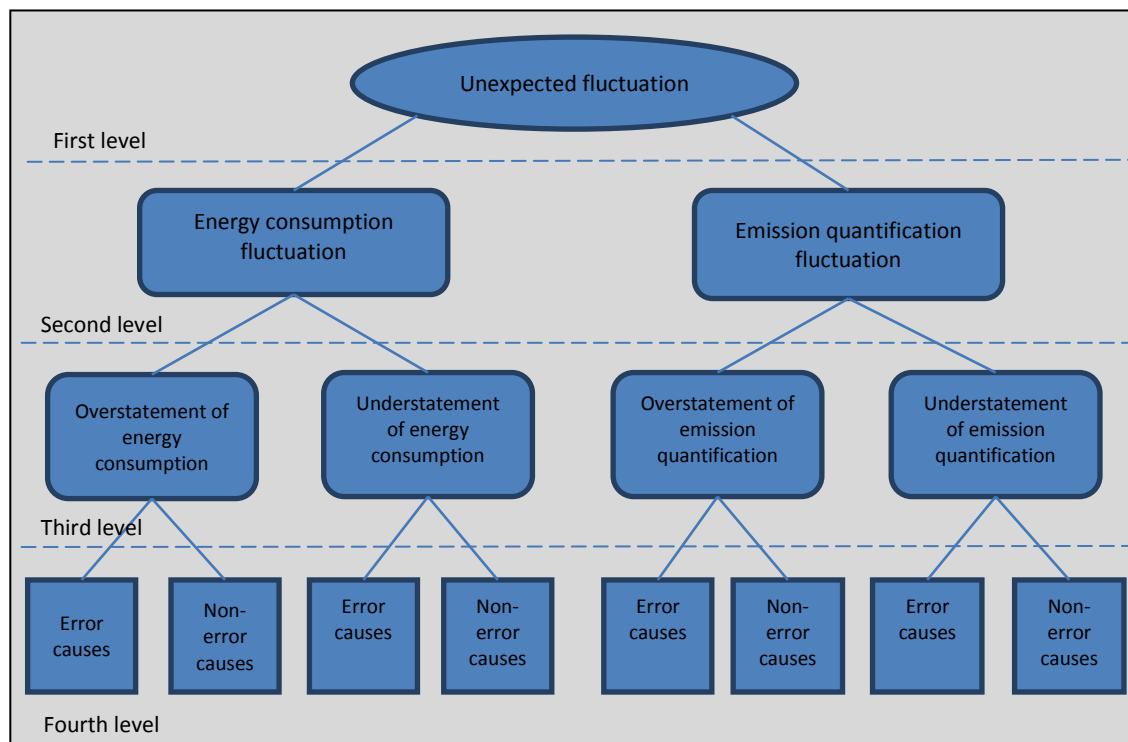 Unexpected fluctuation
First level
Energy consumption
fluctuation
Emission quantification
fluctuation
Second level
Overstatement of
energy
consumption
Understatement
of energy
consumption
Overstatement of
emission
quantification
Understatement
of emission
quantification
Third level
Error
causes
Non-
error
causes
Error
causes
Non-
error
causes
Error
causes
Non-
error
causes
Error
causes
Non-
error
causes
Fourth level